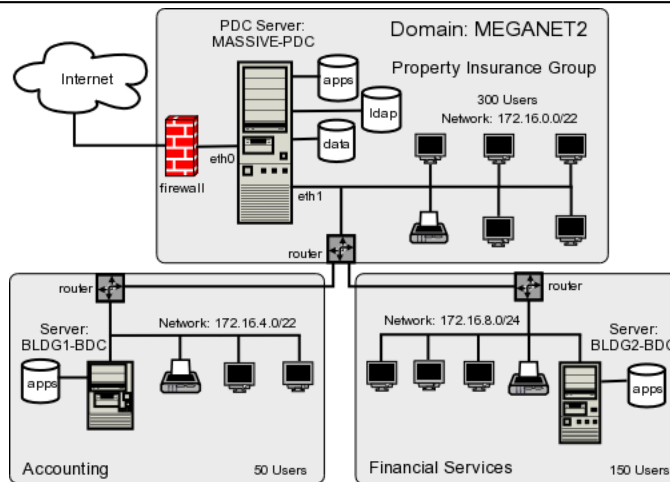 PDC Server:
MASSIVE-PDC
Domain: MEGANET2
Property Insurance Group
Internet
apps
ldap
data
300 Users
Network: 172.16.0.0/22
firewall
eth0
eth1
router
router
router
Server:
BLDG1-BDC
Network: 172.16.4.0/22
apps
Accounting
50 Users
Network: 172.16.8.0/24
Server:
BLDG2-BDC
apps
Financial Services
150 Users